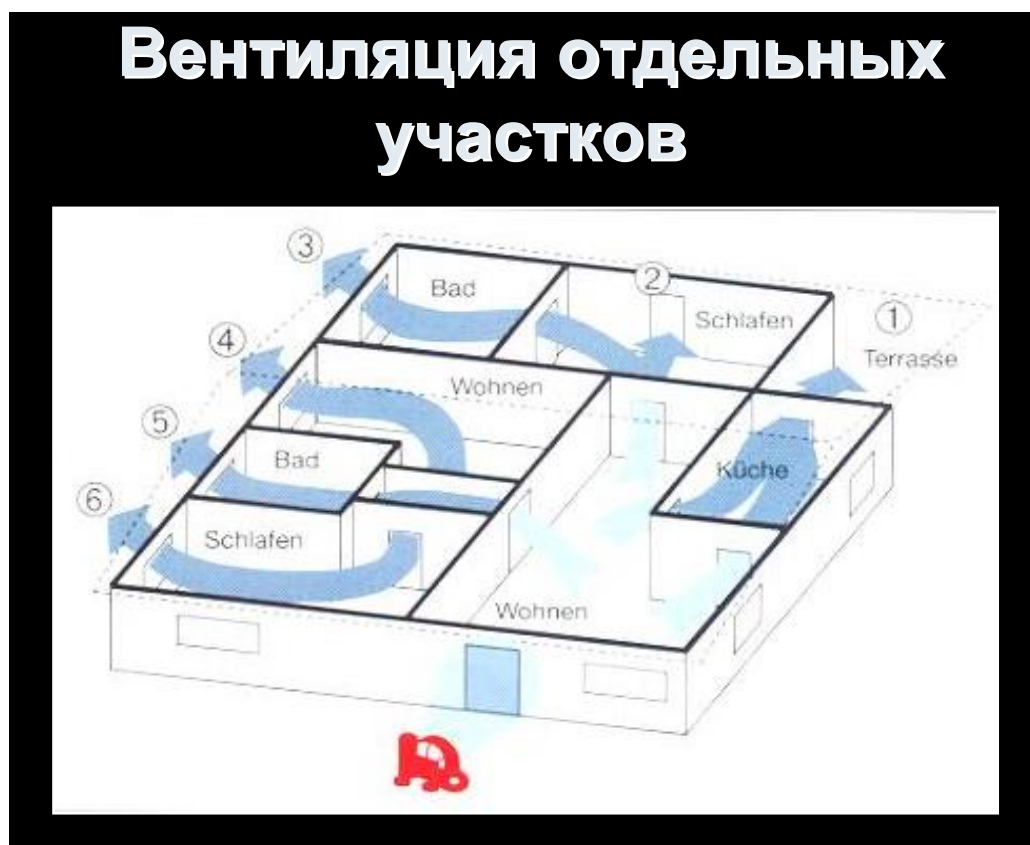 Вентиляция отдельных
участков
③
Bad
②
Schlafen
①
Terrasse
④
Wohnen
⑤
Bad
Küche
⑥
Schlafen
Wohnen